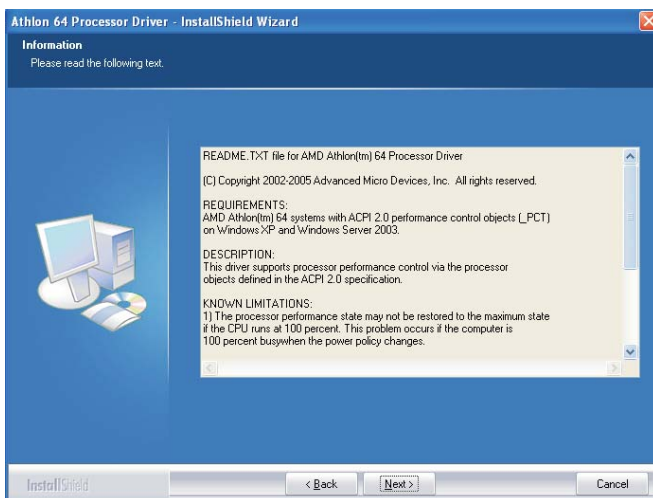 Athlon 64 Processor Driver - InstallShield Wizard
Information
Please read the following text.
README.TXT file for AMD Athlon(tm) 64 Processor Driver
(C) Copyright 2002-2005 Advanced Micro Devices, Inc. All rights reserved.
REQUIREMENTS:
AMD Athlon(tm) 64 systems with ACPI 2.0 performance control objects (_PCT)
on Windows XP and Windows Server 2003.
DESCRIPTION:
This driver supports processor performance control via the processor
objects defined in the ACPI 2.0 specification.
KNOWN LIMITATIONS:
1) The processor performance state may not be restored to the maximum state
if the CPU runs at 100 percent. This problem occurs if the computer is
100 percent busywhen the power policy changes.
InstallShield
< Back
Next >
Cancel